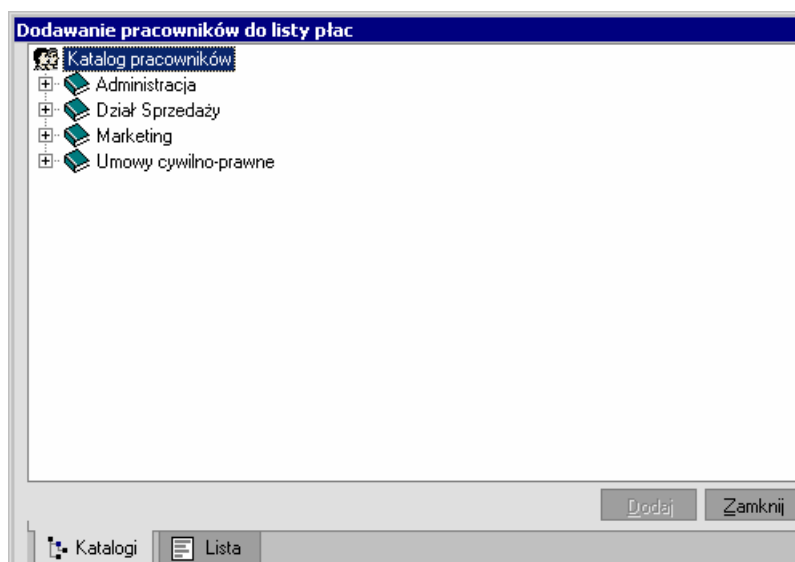 Dodawanie pracowników do listy płac
Katalog pracowników
Administracja
Dział Sprzedaży
Marketing
Umowy cywilno-prawne
Dodaj
Zamknij
Katalogi
Lista